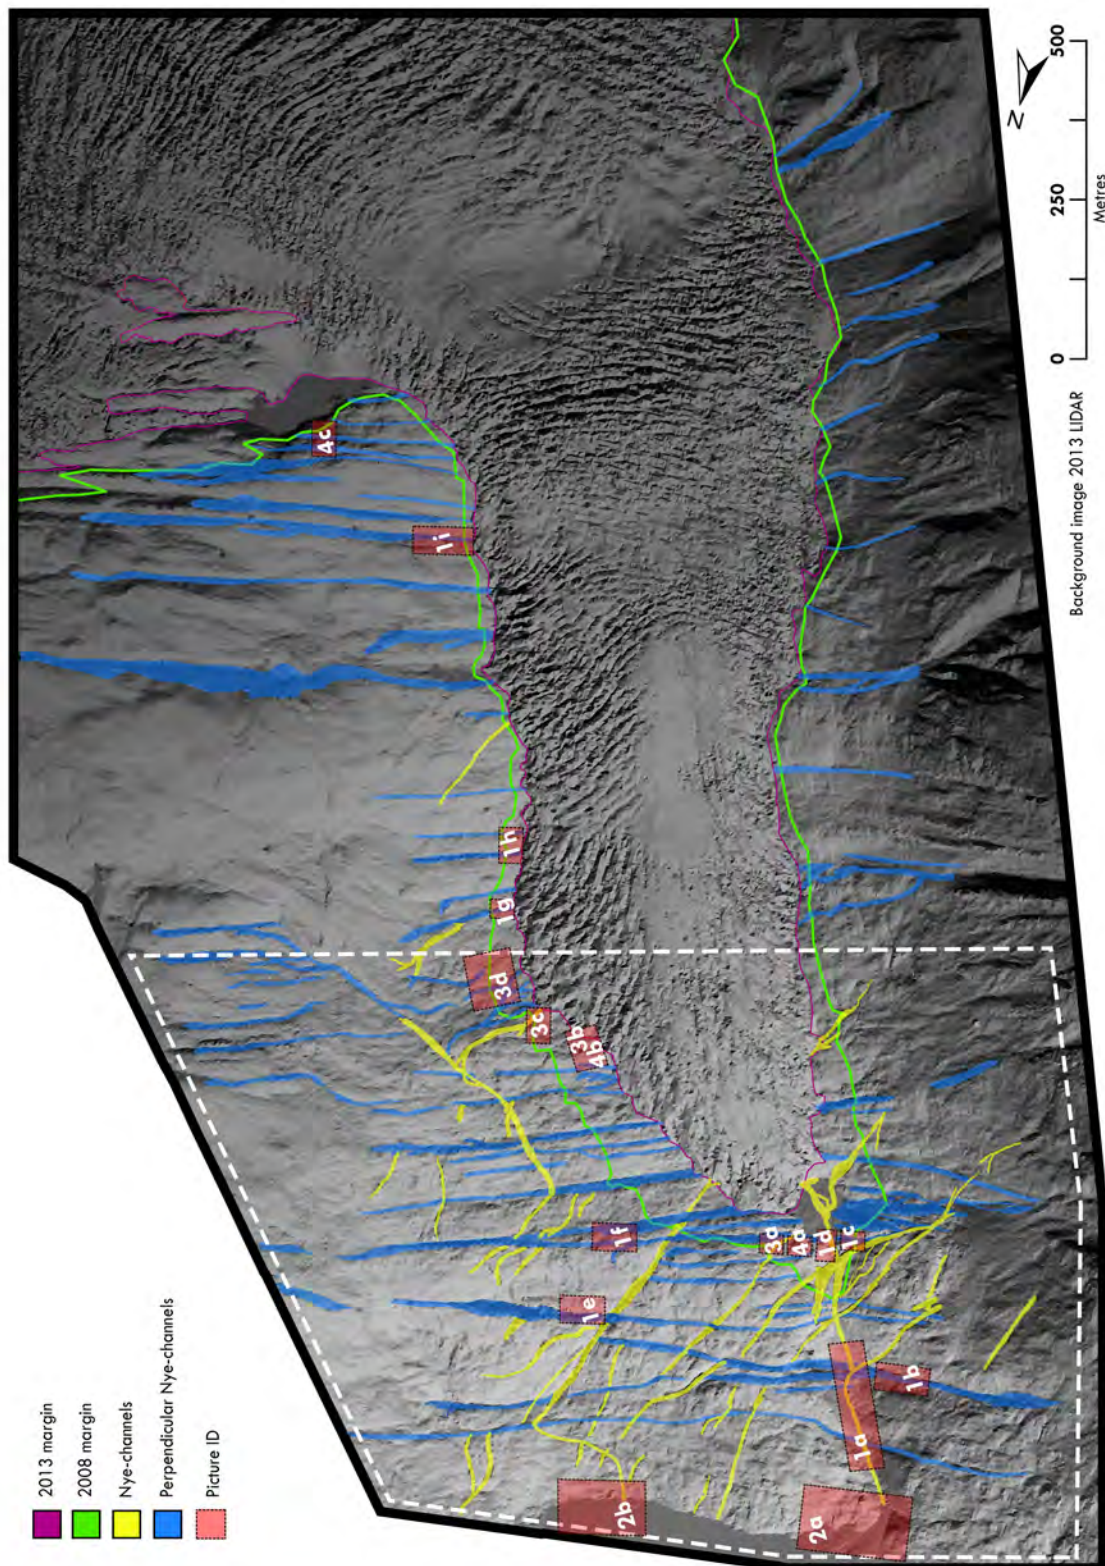 2013 margin
2008 margin
Nye-channels
Perpendicular Nye-channels
Picture ID
2b
2a
1a
1b
1e
1f
3a
4a
1d
1c
3b
4b
3c
3d
1g
1h
1i
4c
N
0 250 500
Metres
Background image 2013 LIDAR